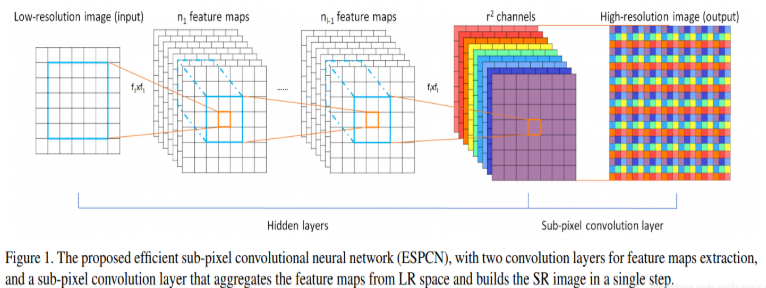 Low-resolution image (input)
n₁ feature maps
nₗ₋₁ feature maps
r² channels
High-resolution image (output)
f₁xf₁
......
fₗxfₗ
Hidden layers
Sub-pixel convolution layer
Figure 1. The proposed efficient sub-pixel convolutional neural network (ESPCN), with two convolution layers for feature maps extraction,
and a sub-pixel convolution layer that aggregates the feature maps from LR space and builds the SR image in a single step.